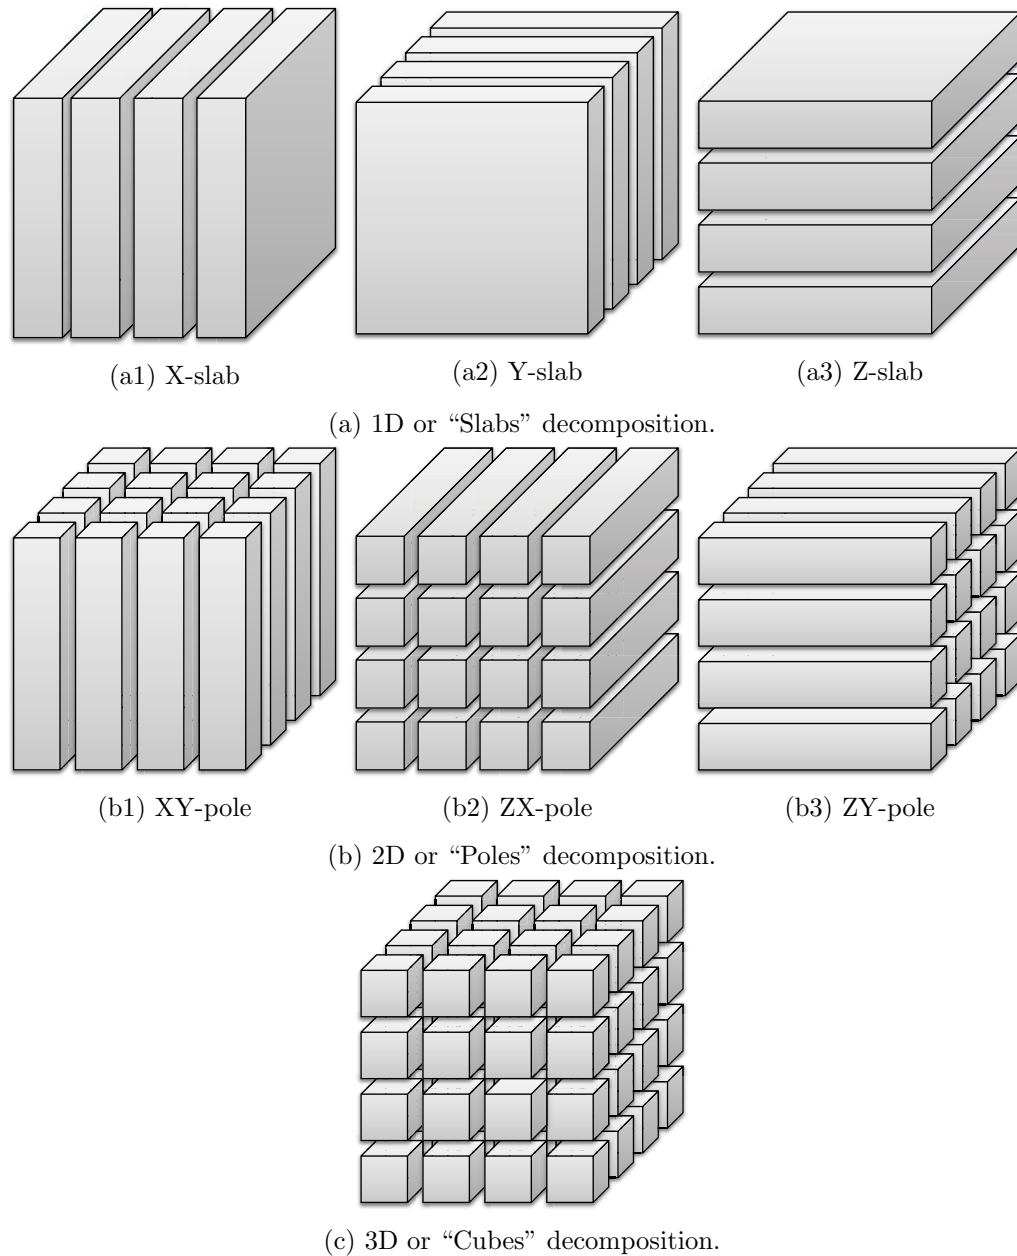 (a1) X-slab
(a2) Y-slab
(a3) Z-slab
(a) 1D or “Slabs” decomposition.
(b1) XY-pole
(b2) ZX-pole
(b3) ZY-pole
(b) 2D or “Poles” decomposition.
(c) 3D or “Cubes” decomposition.